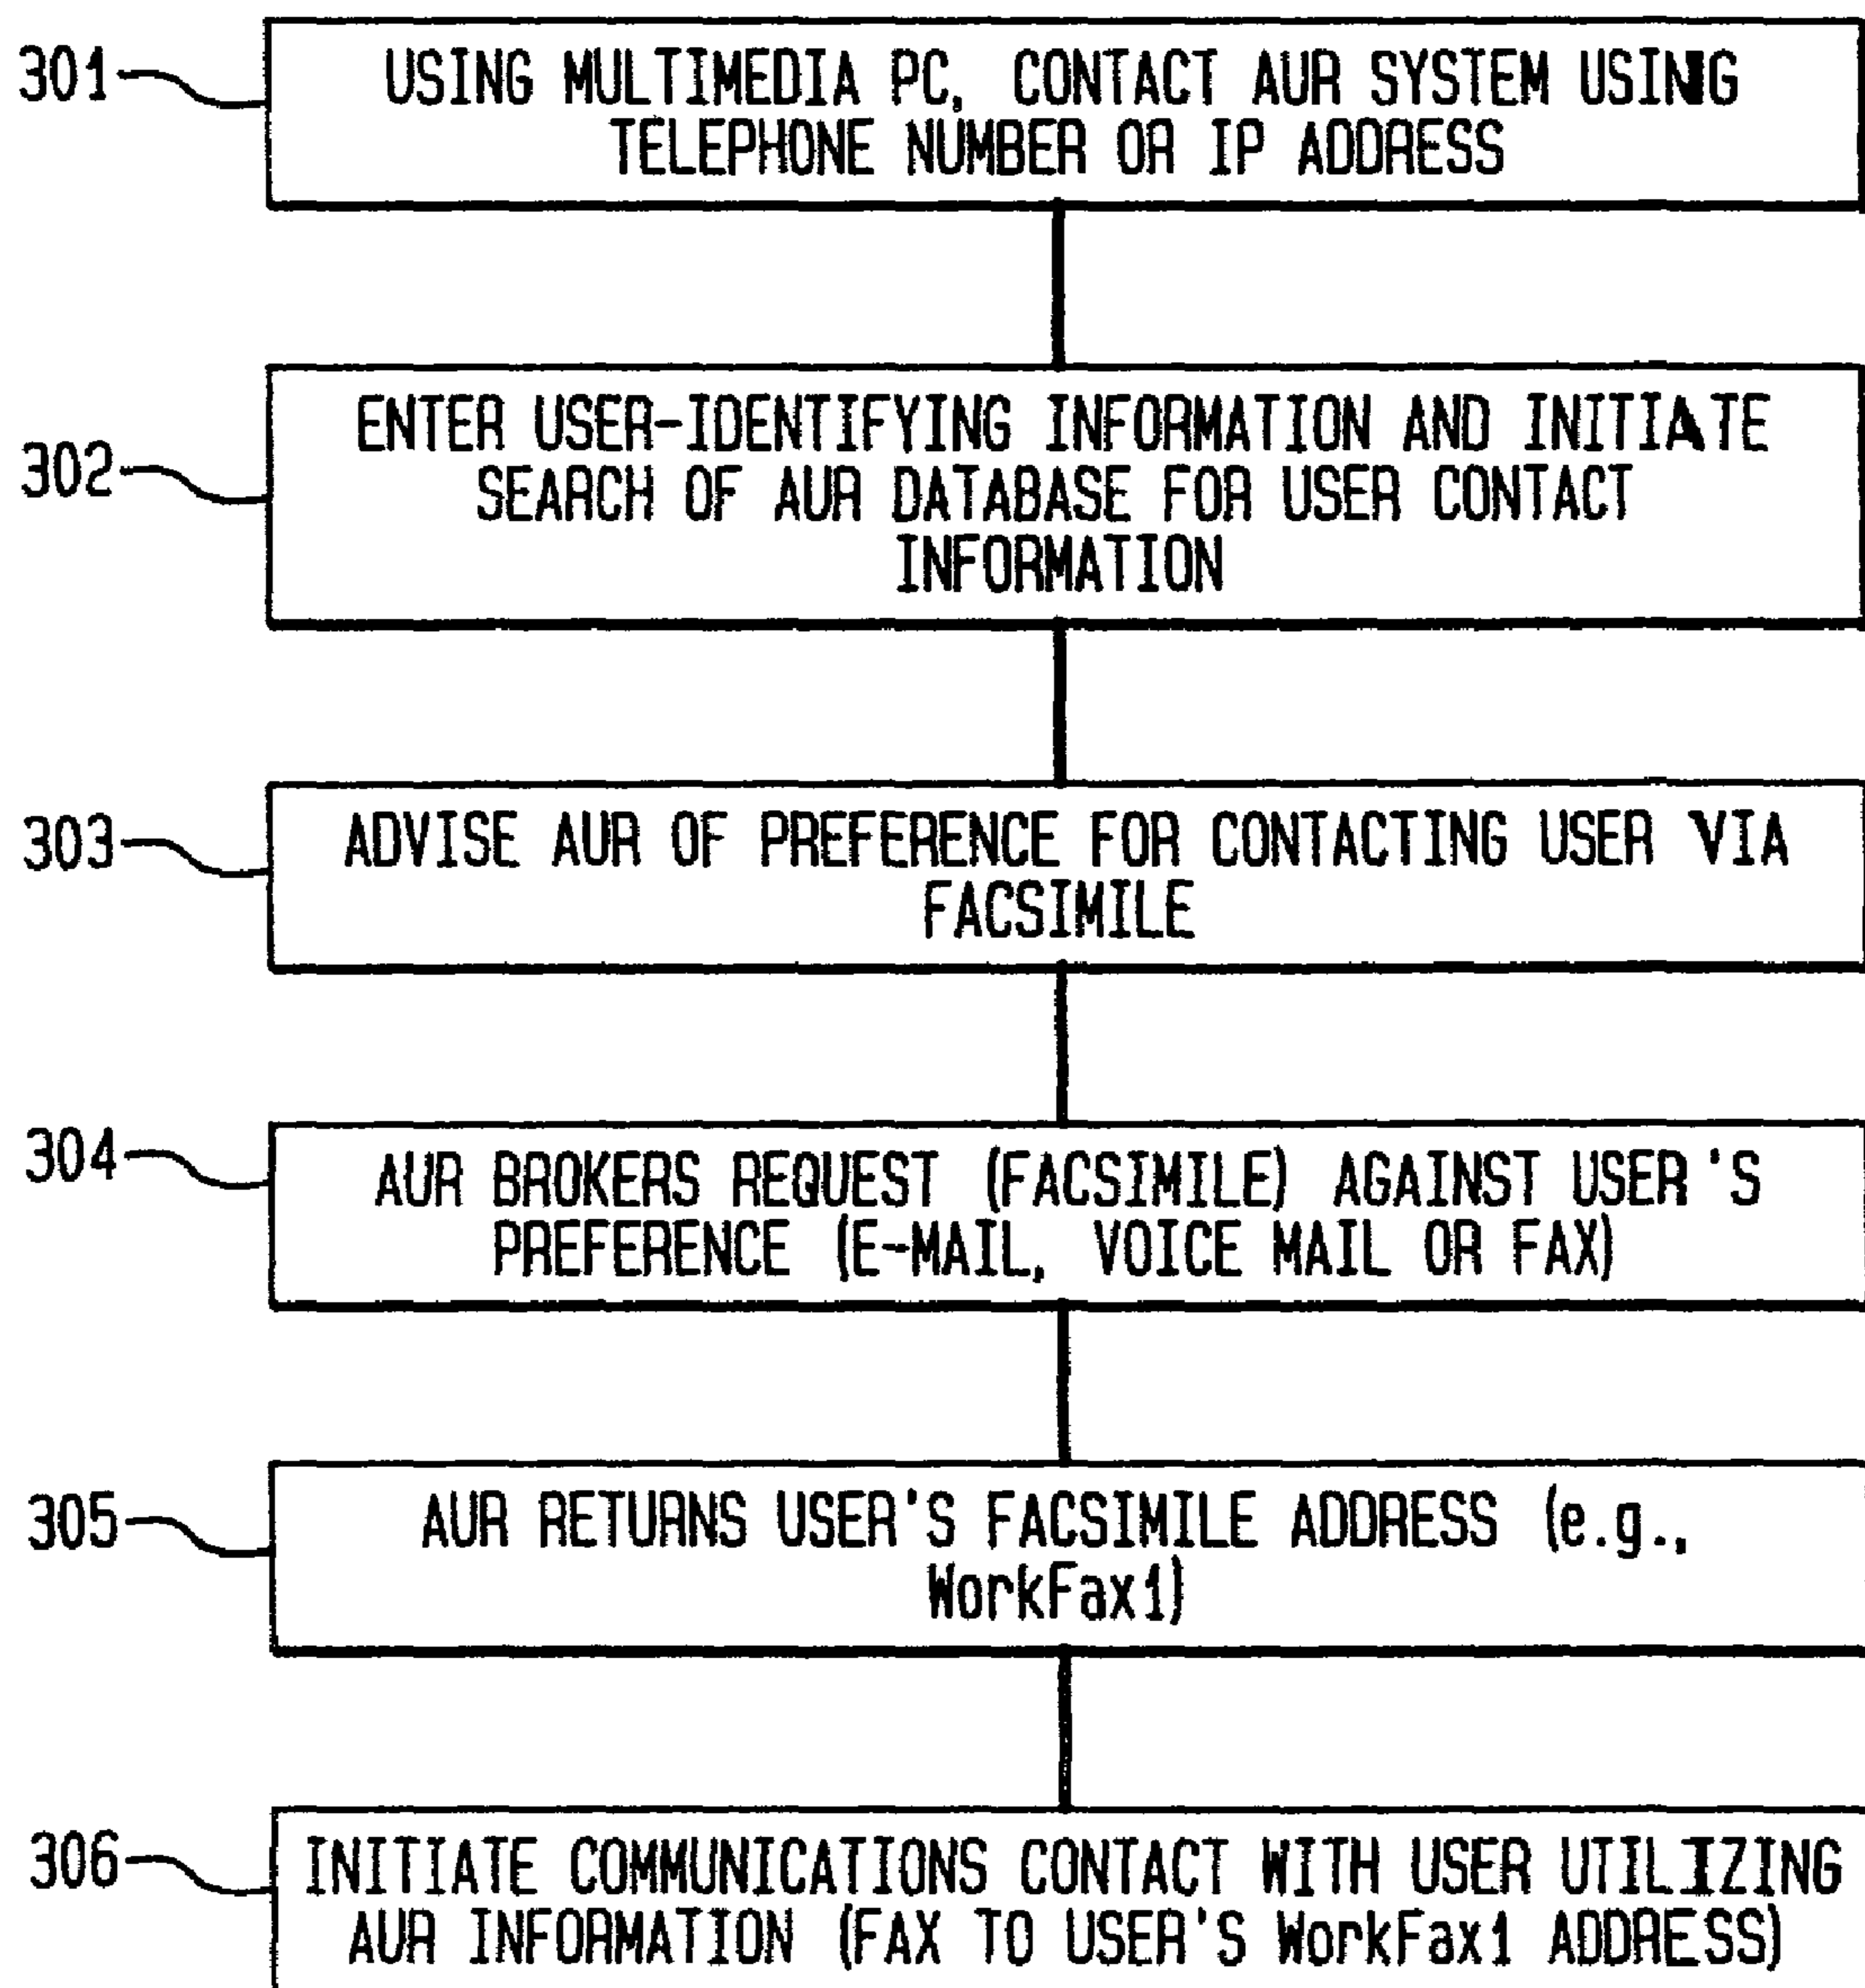 301
USING MULTIMEDIA PC, CONTACT AUR SYSTEM USING
TELEPHONE NUMBER OR IP ADDRESS
302
ENTER USER-IDENTIFYING INFORMATION AND INITIATE
SEARCH OF AUR DATABASE FOR USER CONTACT
INFORMATION
303
ADVISE AUR OF PREFERENCE FOR CONTACTING USER VIA
FACSIMILE
304
AUR BROKERS REQUEST (FACSIMILE) AGAINST USER'S
PREFERENCE (E-MAIL, VOICE MAIL OR FAX)
305
AUR RETURNS USER'S FACSIMILE ADDRESS (e.g.,
WorkFax1)
306
INITIATE COMMUNICATIONS CONTACT WITH USER UTILIZING
AUR INFORMATION (FAX TO USER'S WorkFax1 ADDRESS)